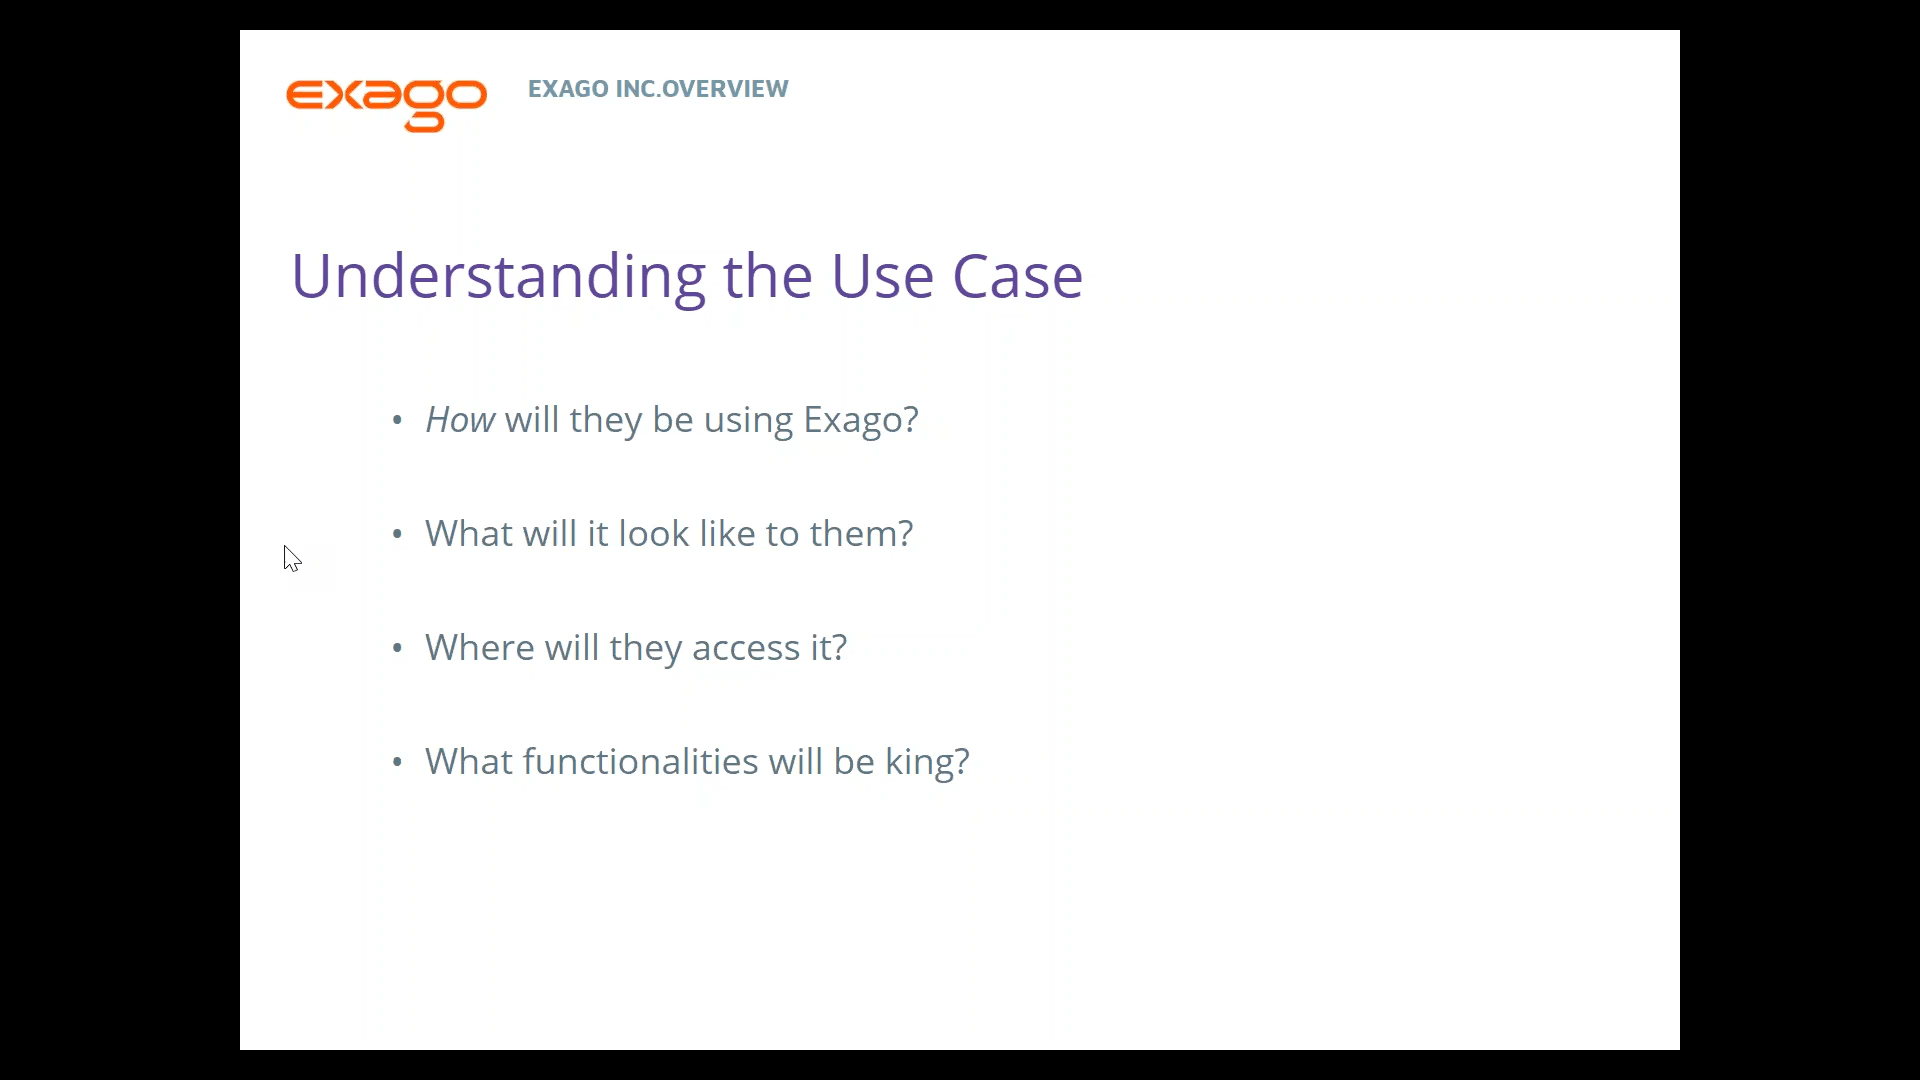 exago
EXAGO INC.OVERVIEW
Understanding the Use Case
• How will they be using Exago?
• What will it look like to them?
• Where will they access it?
• What functionalities will be king?